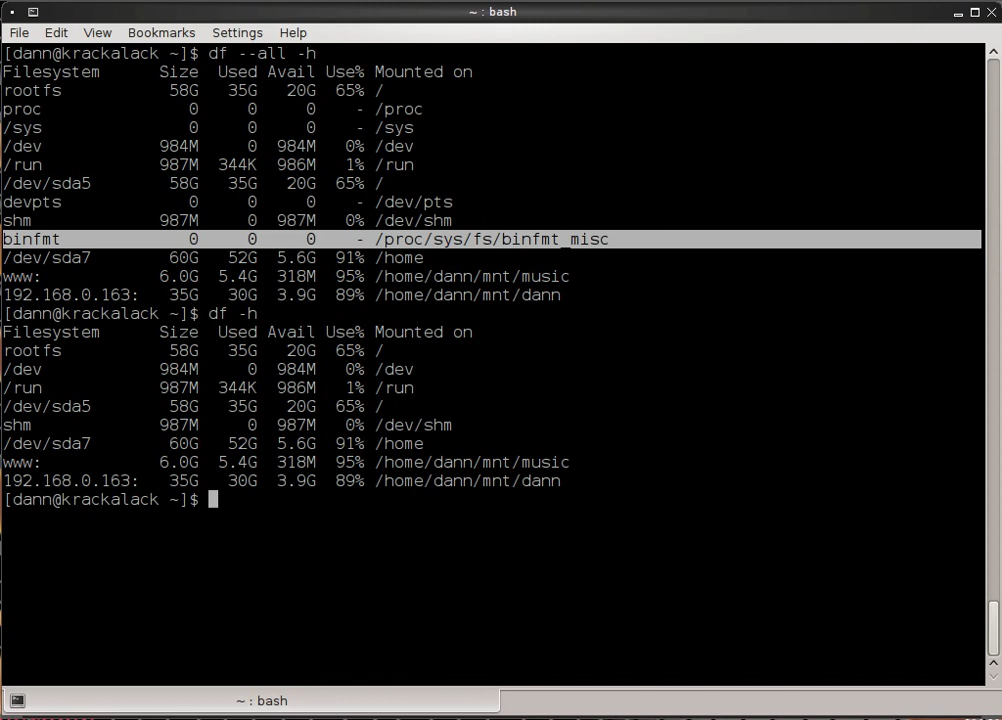 ~ : bash
File Edit View Bookmarks Settings Help
[dann@krackalack ~]$ df --all -h
Filesystem Size Used Avail Use% Mounted on
rootfs 58G 35G 20G 65% /
proc 0 0 0 - /proc
/sys 0 0 0 - /sys
/dev 984M 0 984M 0% /dev
/run 987M 344K 986M 1% /run
/dev/sda5 58G 35G 20G 65% /
devpts 0 0 0 - /dev/pts
shm 987M 0 987M 0% /dev/shm
binfmt 0 0 0 - /proc/sys/fs/binfmt_misc
/dev/sda7 60G 52G 5.6G 91% /home
www: 6.0G 5.4G 318M 95% /home/dann/mnt/music
192.168.0.163: 35G 30G 3.9G 89% /home/dann/mnt/dann
[dann@krackalack ~]$ df -h
Filesystem Size Used Avail Use% Mounted on
rootfs 58G 35G 20G 65% /
/dev 984M 0 984M 0% /dev
/run 987M 344K 986M 1% /run
/dev/sda5 58G 35G 20G 65% /
shm 987M 0 987M 0% /dev/shm
/dev/sda7 60G 52G 5.6G 91% /home
www: 6.0G 5.4G 318M 95% /home/dann/mnt/music
192.168.0.163: 35G 30G 3.9G 89% /home/dann/mnt/dann
[dann@krackalack ~]$
~ : bash